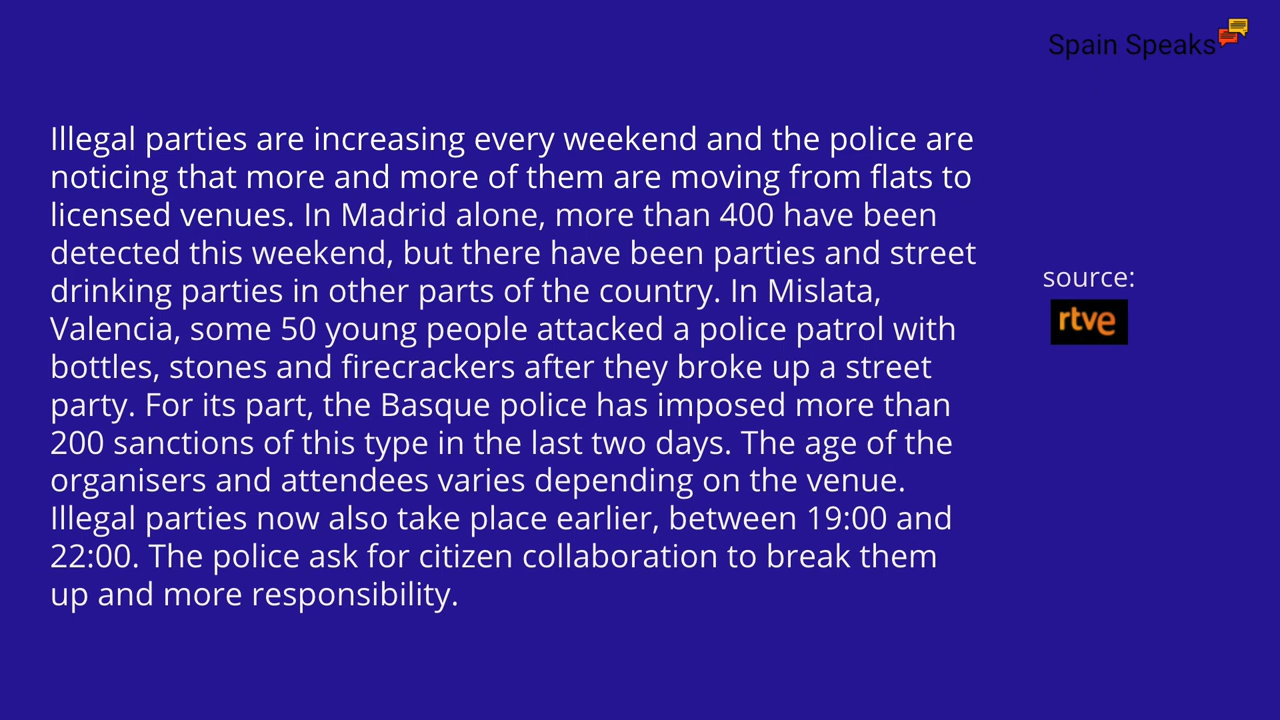 Spain Speaks
Illegal parties are increasing every weekend and the police are
noticing that more and more of them are moving from flats to
licensed venues. In Madrid alone, more than 400 have been
detected this weekend, but there have been parties and street
drinking parties in other parts of the country. In Mislata,
Valencia, some 50 young people attacked a police patrol with
bottles, stones and firecrackers after they broke up a street
party. For its part, the Basque police has imposed more than
200 sanctions of this type in the last two days. The age of the
organisers and attendees varies depending on the venue.
Illegal parties now also take place earlier, between 19:00 and
22:00. The police ask for citizen collaboration to break them
up and more responsibility.
source:
rtve